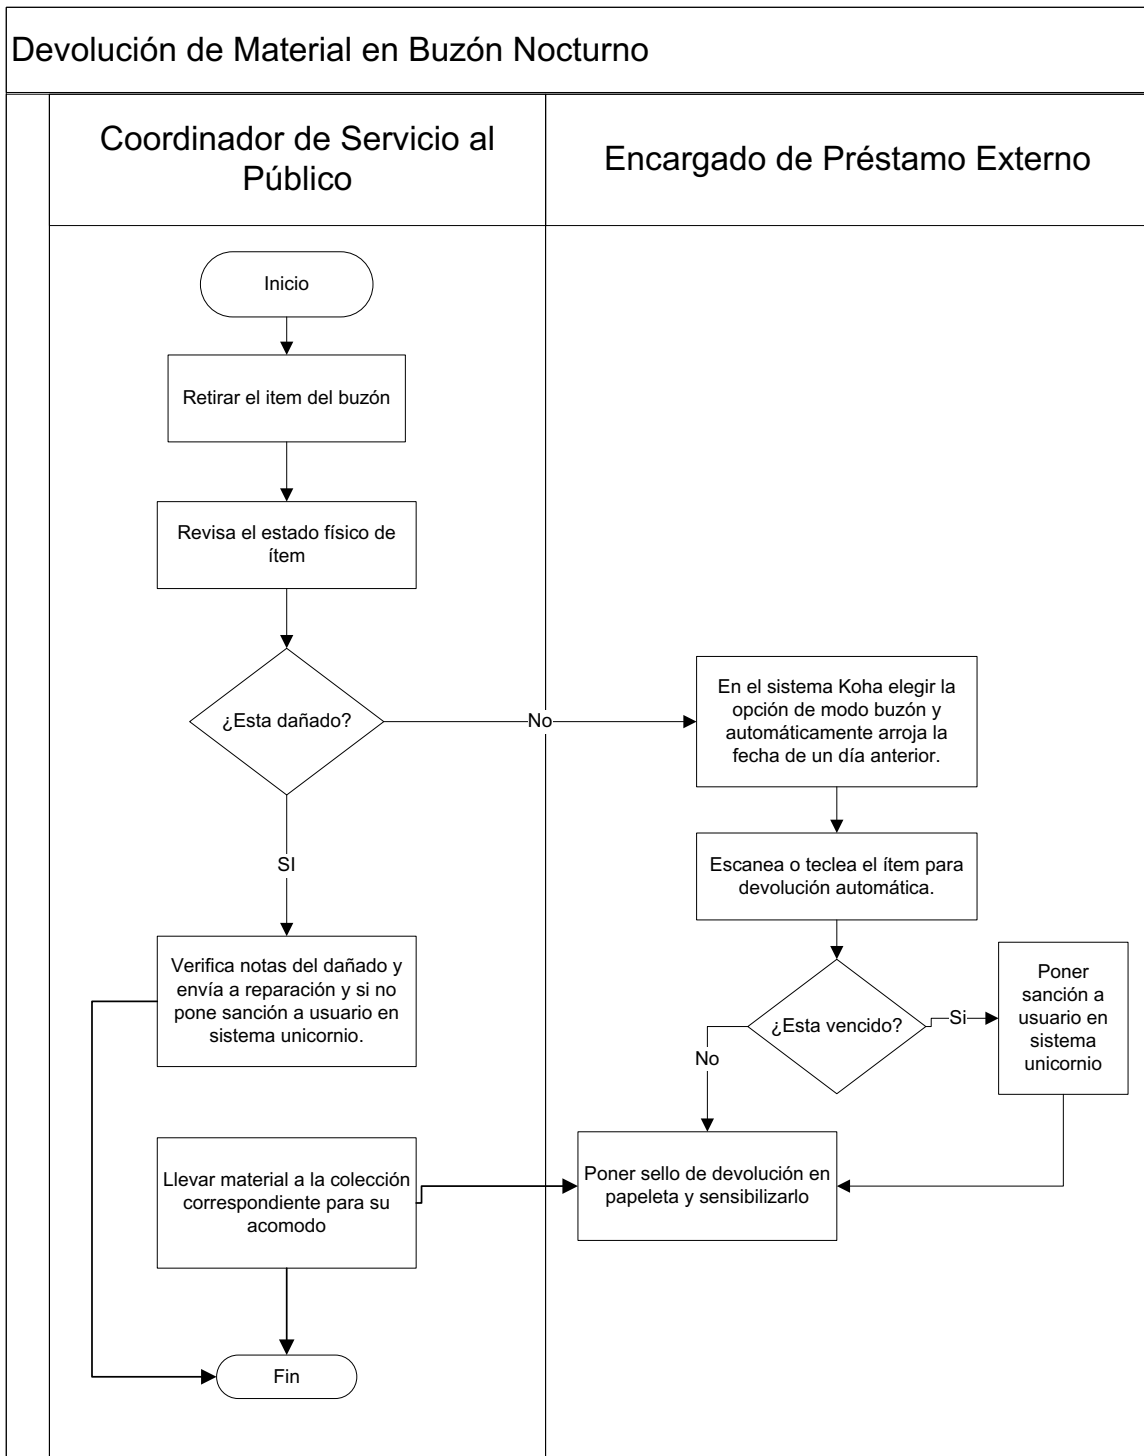 Devolución de Material en Buzón Nocturno
Coordinador de Servicio al
Público
Encargado de Préstamo Externo
Inicio
Retirar el item del buzón
Revisa el estado físico de
ítem
¿Esta dañado?
No
En el sistema Koha elegir la
opción de modo buzón y
automáticamente arroja la
fecha de un día anterior.
SI
Escanea o teclea el ítem para
devolución automática.
Verifica notas del dañado y
envía a reparación y si no
pone sanción a usuario en
sistema unicornio.
¿Esta vencido?
Si
Poner
sanción a
usuario en
sistema
unicornio
No
Llevar material a la colección
correspondiente para su
acomodo
Poner sello de devolución en
papeleta y sensibilizarlo
Fin